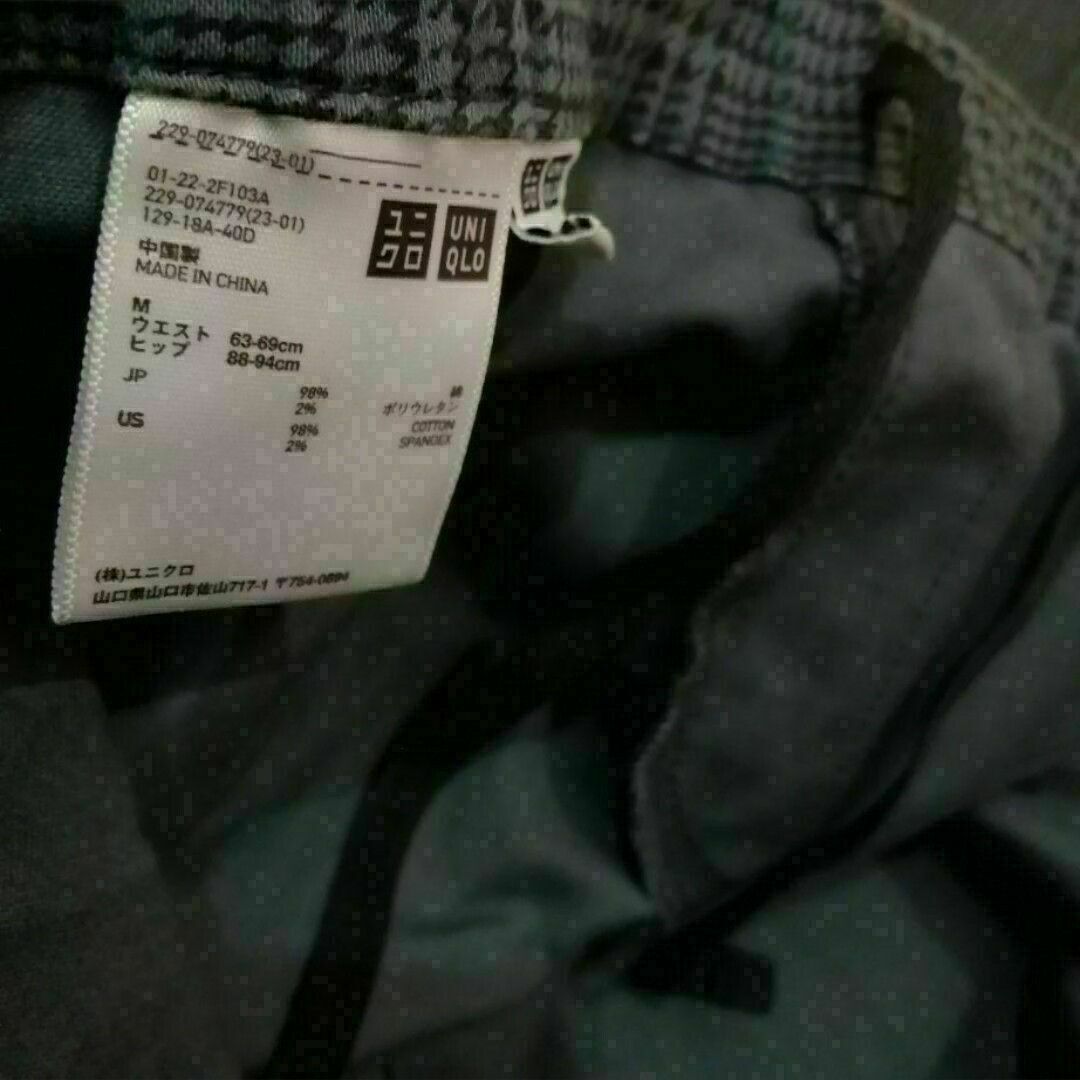 229-074779(23-01)
01-22-2F103A
229-074779(23-01)
129-18A-40D
ユニクロ
UNIQLO
中国製
MADE IN CHINA
M
ウエスト 63-69cm
ヒップ 88-94cm
JP
98% 綿
2% ポリウレタン
US
98% COTTON
2% SPANDEX
(株)ユニクロ
山口県山口市佐山717-1 〒754-0894